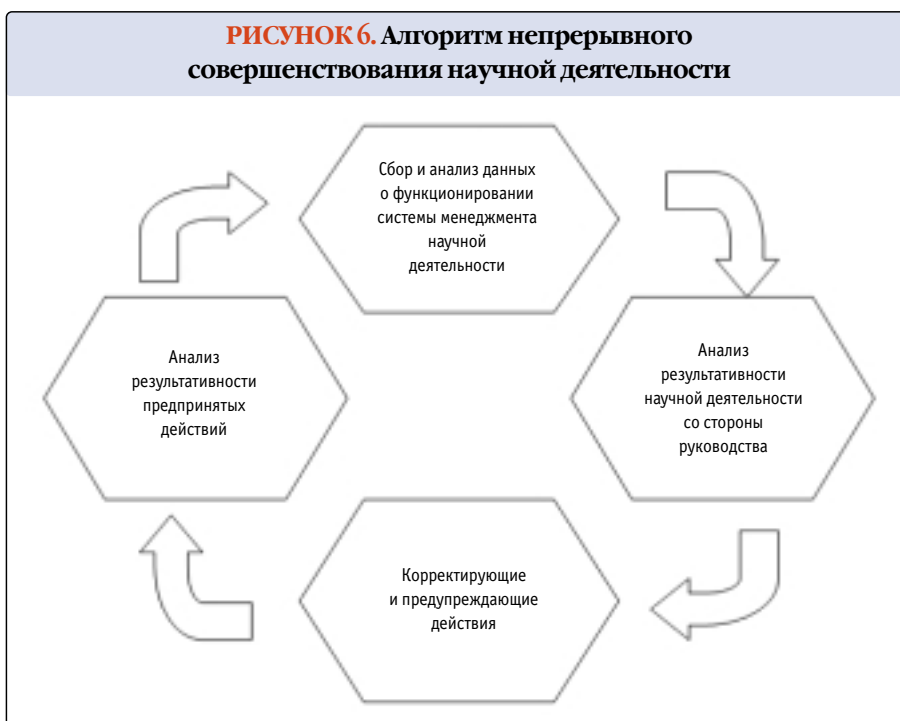 РИСУНОК 6. Алгоритм непрерывного
совершенствования научной деятельности
Сбор и анализ данных
о функционировании
системы менеджмента
научной
деятельности
Анализ
результативности
научной деятельности
со стороны
руководства
Корректирующие
и предупреждающие
действия
Анализ
результативности
предпринятых
действий